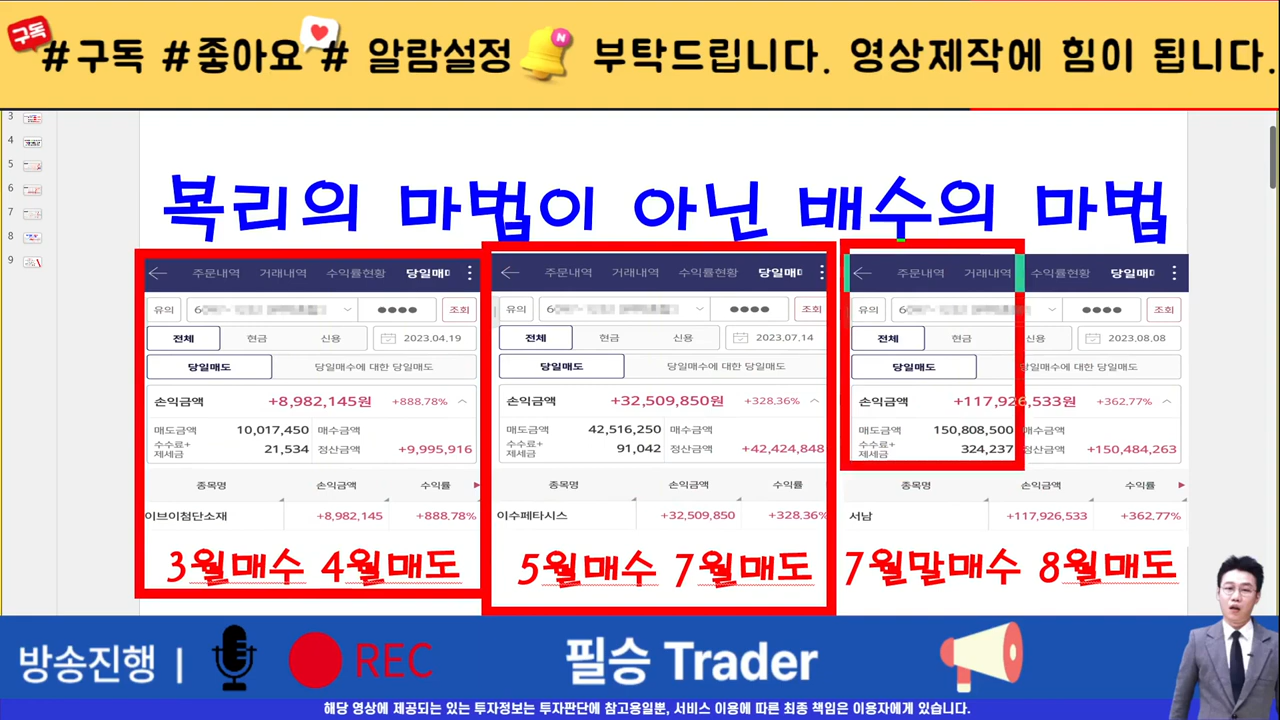 구독
#구독 #좋아요 # 알람설정 N 부탁드립니다. 영상제작에 힘이 됩니다.
3
4
5
6
7
8
9
복리의 마법이 아닌 배수의 마법
주문내역 거래내역 수익률현황 당일매
유의 6 ●●●● 조회
전체 현금 신용 2023.04.19
당일매도 당일매수에 대한 당일매도
손익금액 +8,982,145원 +888.78%
매도금액 10,017,450 매수금액
수수료+제세금 21,534 정산금액 +9,995,916
종목명 손익금액 수익률
이브이첨단소재 +8,982,145 +888.78%
3월매수 4월매도
주문내역 거래내역 수익률현황 당일매
유의 6 ●●●● 조회
전체 현금 신용 2023.07.14
당일매도 당일매수에 대한 당일매도
손익금액 +32,509,850원 +328.36%
매도금액 42,516,250 매수금액
수수료+제세금 91,042 정산금액 +42,424,848
종목명 손익금액 수익률
이수페타시스 +32,509,850 +328.36%
5월매수 7월매도
주문내역 거래내역 수익률현황 당일매
유의 6 ●●●● 조회
전체 현금 신용 2023.08.08
당일매도 당일매수에 대한 당일매도
손익금액 +117,926,533원 +362.77%
매도금액 150,808,500 매수금액
수수료+제세금 324,237 정산금액 +150,484,263
종목명 손익금액 수익률
서남 +117,926,533 +362.77%
7월말매수 8월매도
방송진행 | REC 필승 Trader
해당 영상에 제공되는 있는 투자정보는 투자판단에 참고용일뿐, 서비스 이용에 따른 최종 책임은 이용자에게 있습니다.